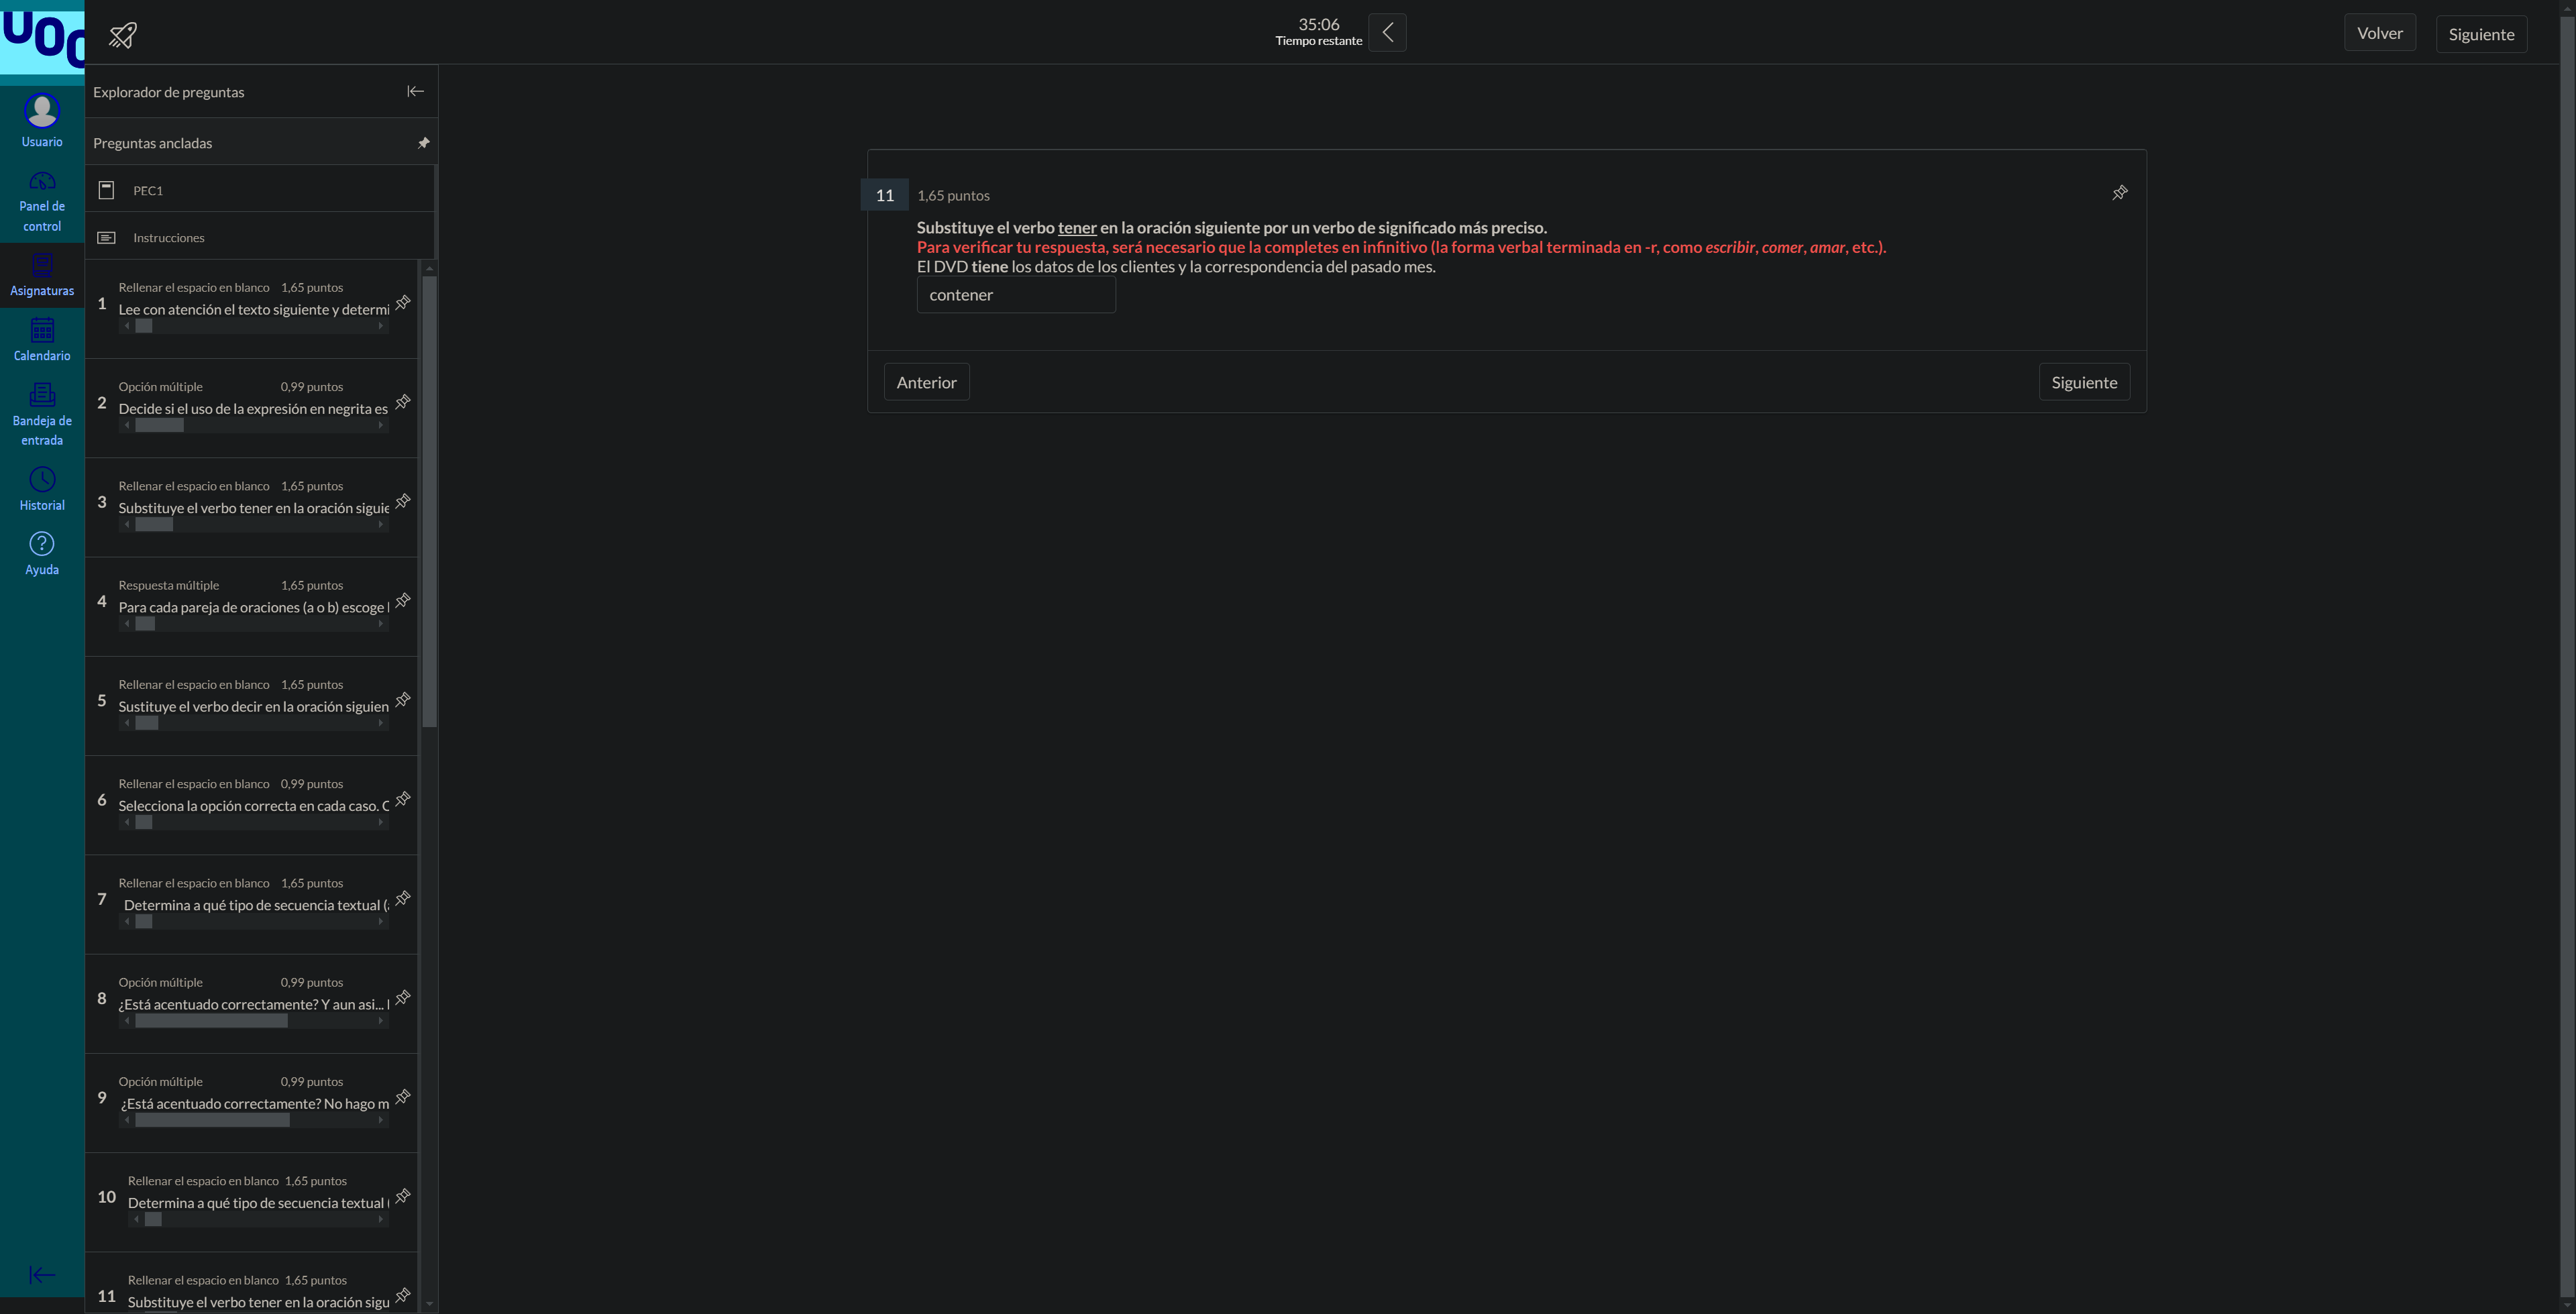 UOC
Usuario
Panel de
control
Asignaturas
Calendario
Bandeja de
entrada
Historial
Ayuda
35:06
Tiempo restante
Volver
Siguiente
Explorador de preguntas
Preguntas ancladas
PEC1
Instrucciones
1
Rellenar el espacio en blanco 1,65 puntos
Lee con atención el texto siguiente y determi
2
Opción múltiple 0,99 puntos
Decide si el uso de la expresión en negrita es
3
Rellenar el espacio en blanco 1,65 puntos
Substituye el verbo tener en la oración siguie
4
Respuesta múltiple 1,65 puntos
Para cada pareja de oraciones (a o b) escoge l
5
Rellenar el espacio en blanco 1,65 puntos
Sustituye el verbo decir en la oración siguien
6
Rellenar el espacio en blanco 0,99 puntos
Selecciona la opción correcta en cada caso. C
7
Rellenar el espacio en blanco 1,65 puntos
Determina a qué tipo de secuencia textual (
8
Opción múltiple 0,99 puntos
¿Está acentuado correctamente? Y aun asi...
9
Opción múltiple 0,99 puntos
¿Está acentuado correctamente? No hago m
10
Rellenar el espacio en blanco 1,65 puntos
Determina a qué tipo de secuencia textual (
11
Rellenar el espacio en blanco 1,65 puntos
Substituye el verbo tener en la oración sigu
11 1,65 puntos
Substituye el verbo tener en la oración siguiente por un verbo de significado más preciso.
Para verificar tu respuesta, será necesario que la completes en infinitivo (la forma verbal terminada en -r, como escribir, comer, amar, etc.).
El DVD tiene los datos de los clientes y la correspondencia del pasado mes.
contener
Anterior
Siguiente